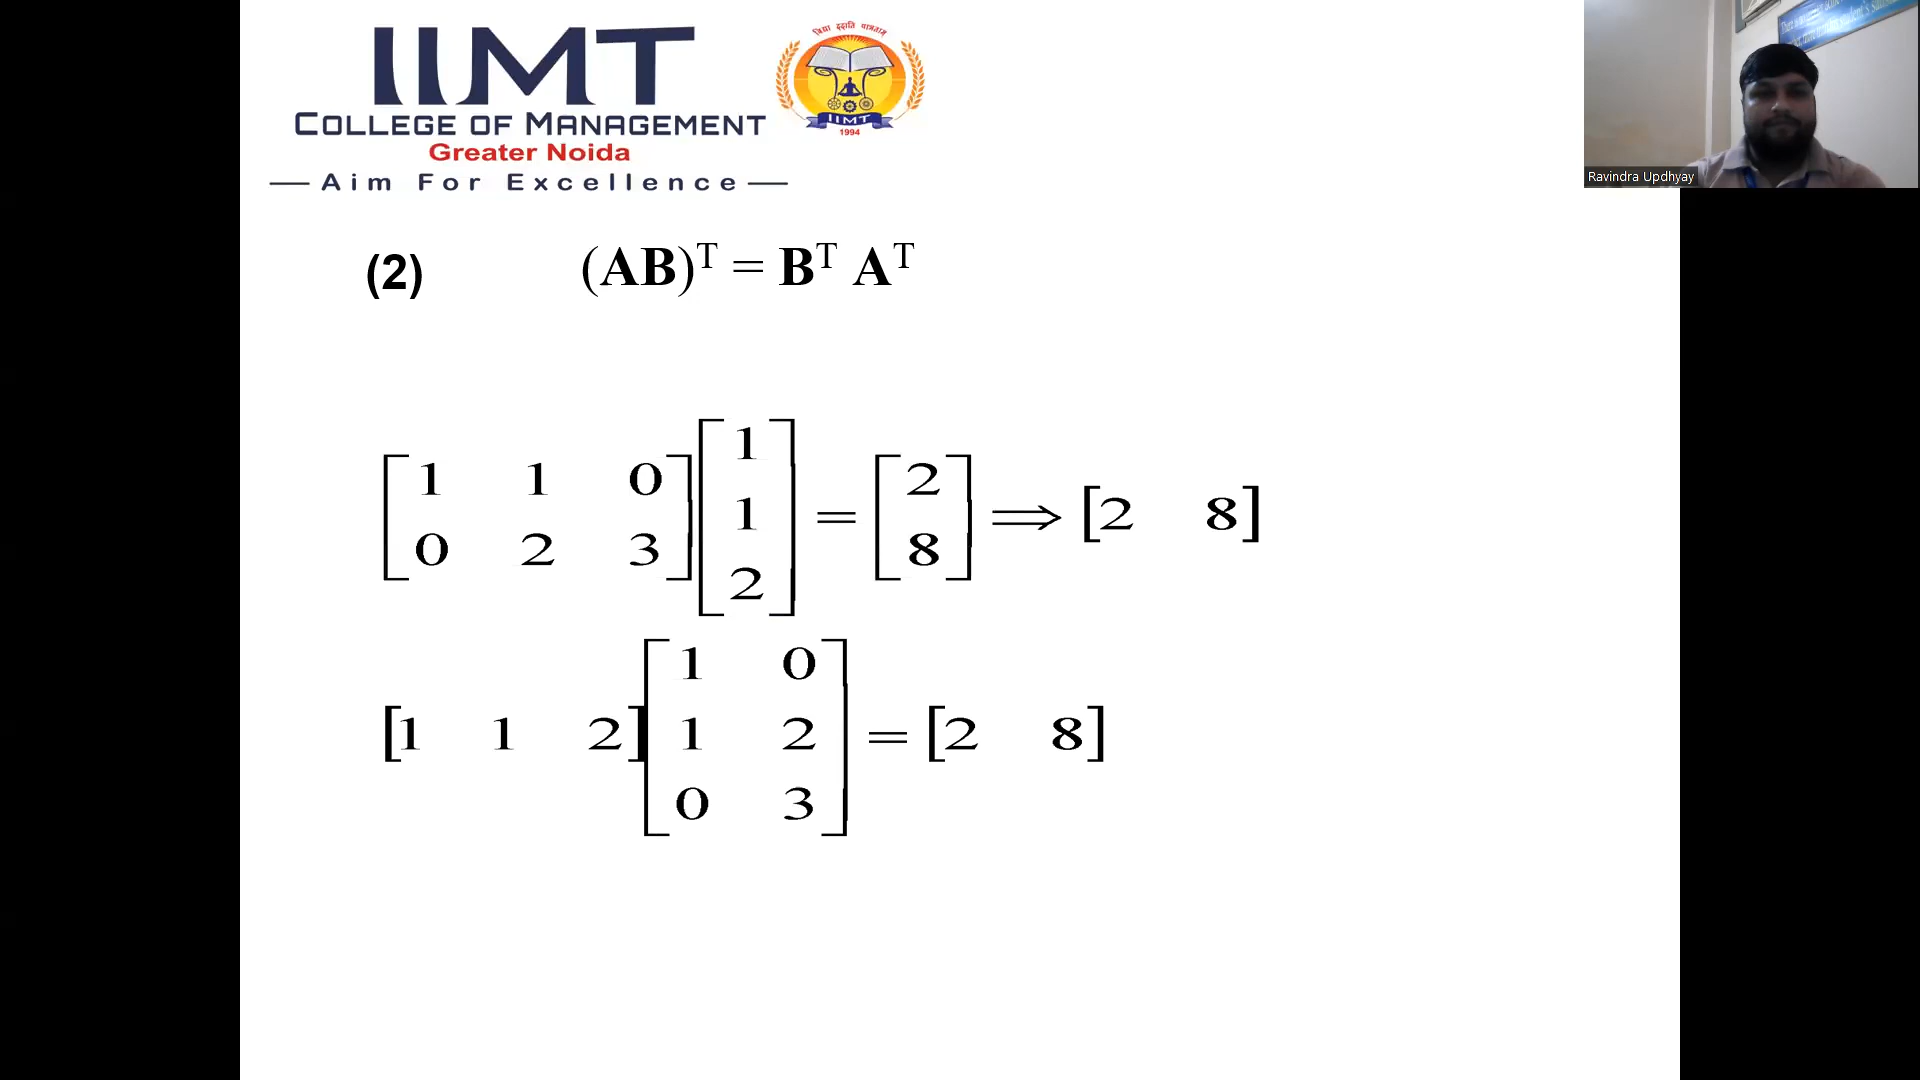 IIMT
COLLEGE OF MANAGEMENT
Greater Noida
— Aim For Excellence —
विद्या ददाति पात्रताम्
IIMT
1994
Ravindra Updhyay
(2) (AB)ᵀ = Bᵀ Aᵀ
[1 1 0; 0 2 3] [1; 1; 2] = [2; 8] ⇒ [2 8]
[1 1 2] [1 0; 1 2; 0 3] = [2 8]